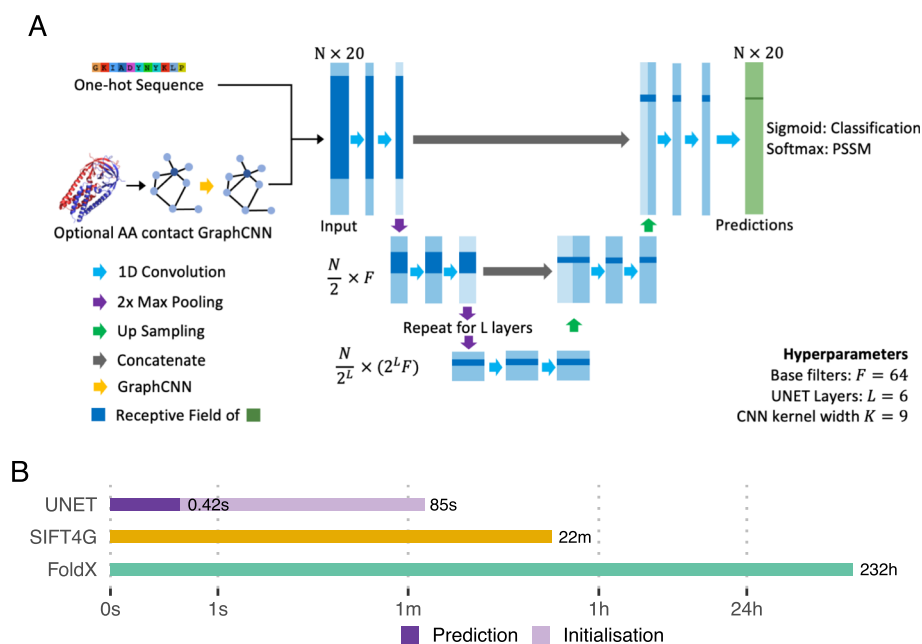 A
N × 20
N × 20
G K I A D Y N Y K L P
One-hot Sequence
Sigmoid: Classification
Softmax: PSSM
Optional AA contact GraphCNN
Input
Predictions
1D Convolution
N/2 × F
2x Max Pooling
Up Sampling
Repeat for L layers
Concatenate
N/2^L × (2^L F)
Hyperparameters
GraphCNN
Base filters: F = 64
UNET Layers: L = 6
Receptive Field of
CNN kernel width K = 9
B
UNET
0.42s
85s
SIFT4G
22m
FoldX
232h
0s 1s 1m 1h 24h
Prediction Initialisation